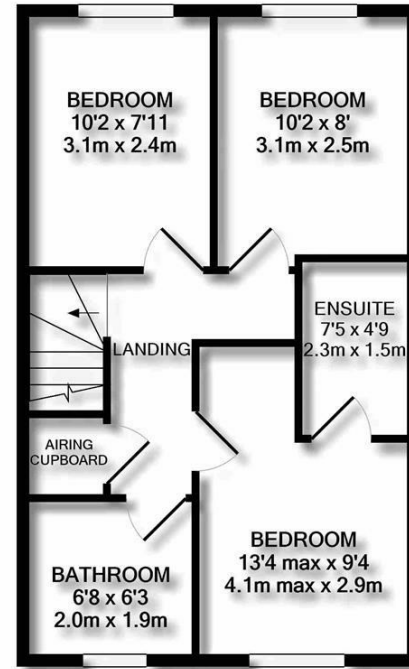 BEDROOM
10'2 x 7'11
3.1m x 2.4m
BEDROOM
10'2 x 8'
3.1m x 2.5m
ENSUITE
7'5 x 4'9
2.3m x 1.5m
LANDING
AIRING
CUPBOARD
BATHROOM
6'8 x 6'3
2.0m x 1.9m
BEDROOM
13'4 max x 9'4
4.1m max x 2.9m